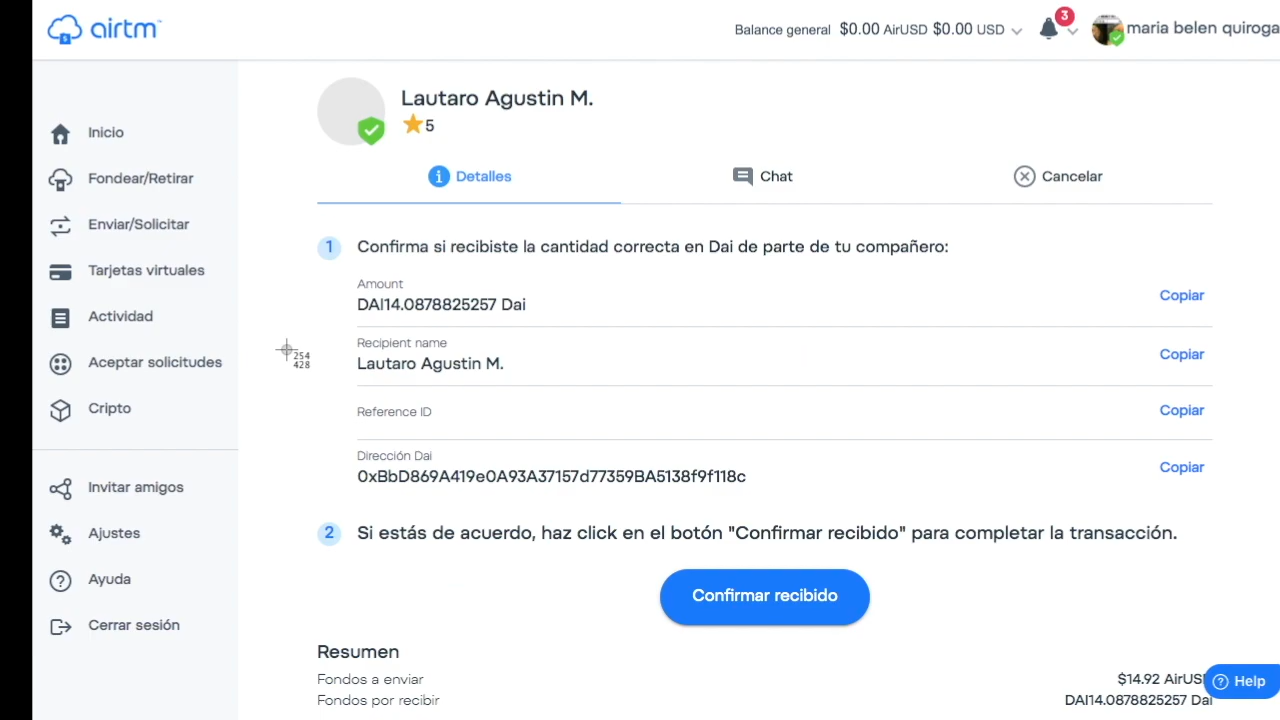 airtm
Balance general $0.00 AirUSD $0.00 USD
3
maria belen quiroga
Inicio
Fondear/Retirar
Enviar/Solicitar
Tarjetas virtuales
Actividad
Aceptar solicitudes
Cripto
Invitar amigos
Ajustes
Ayuda
Cerrar sesión
Lautaro Agustin M.
5
Detalles
Chat
Cancelar
1 Confirma si recibiste la cantidad correcta en Dai de parte de tu compañero:
Amount
DAI14.0878825257 Dai
Copiar
Recipient name
Lautaro Agustin M.
Copiar
Reference ID
Copiar
Dirección Dai
0xBbD869A419e0A93A37157d77359BA5138f9f118c
Copiar
2 Si estás de acuerdo, haz click en el botón "Confirmar recibido" para completar la transacción.
Confirmar recibido
Resumen
Fondos a enviar $14.92 AirUSD
Fondos por recibir DAI14.0878825257 Dai
Help
254
428